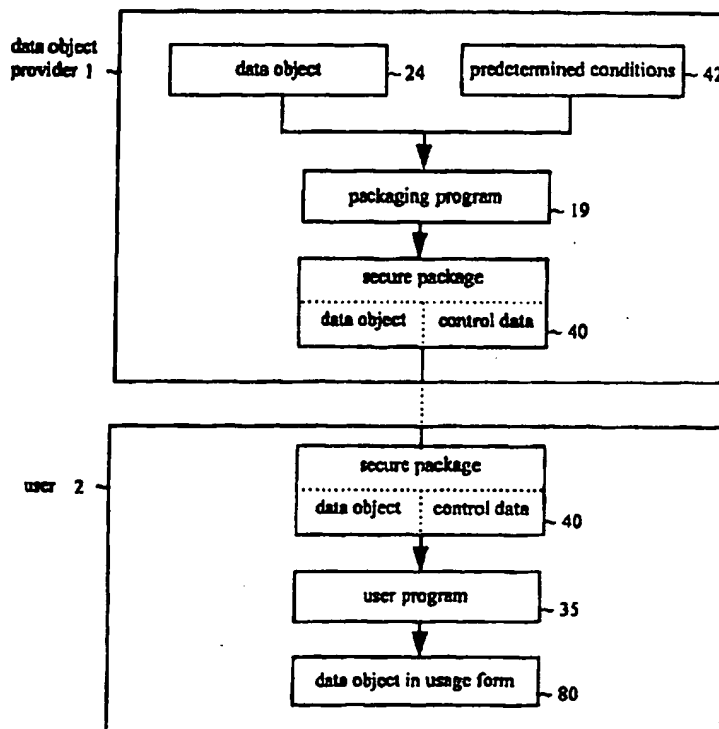 data object
provider 1
data object
24
predetermined conditions
42
packaging program
19
secure package
data object control data
40
user 2
secure package
data object control data
40
user program
35
data object in usage form
80